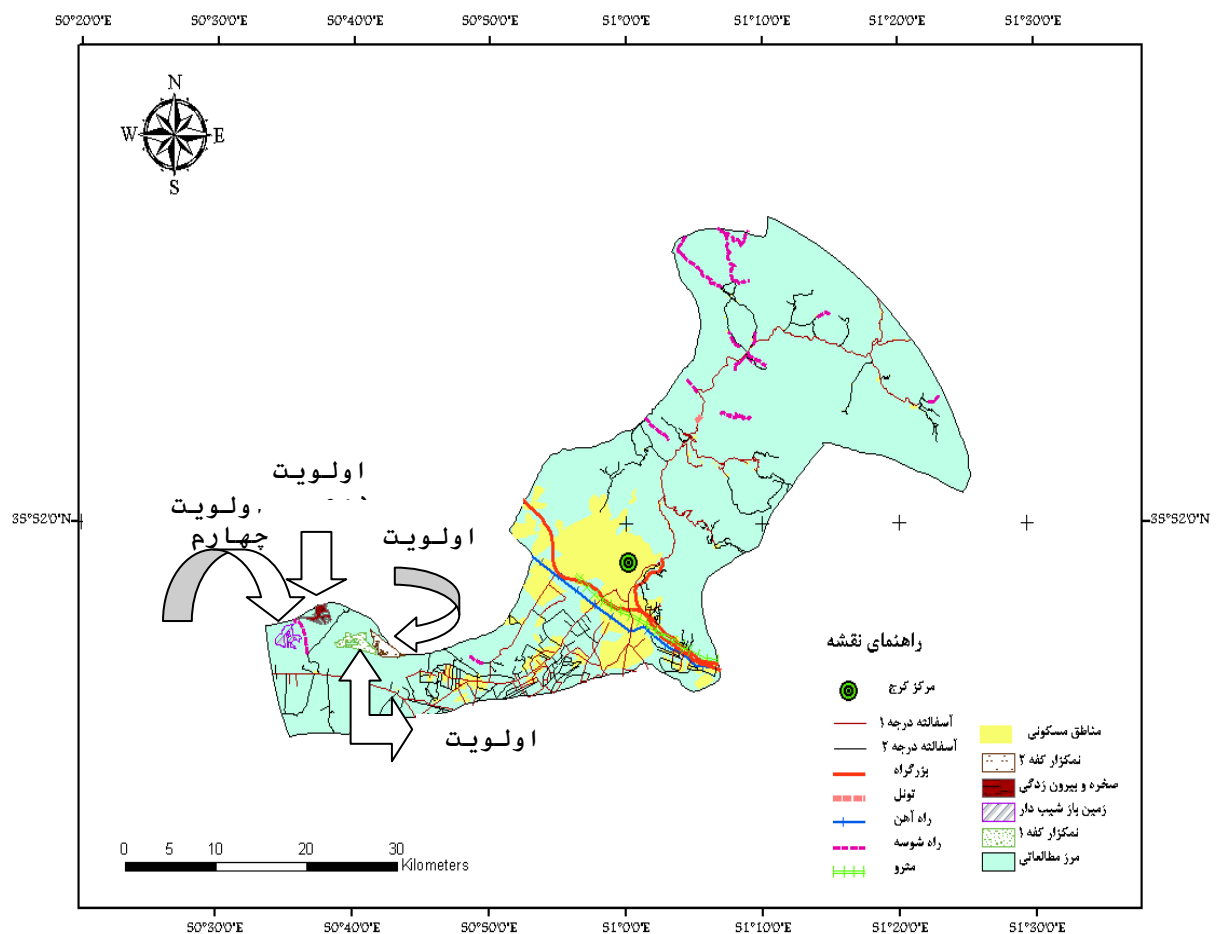 50°20'0"E 50°30'0"E 50°40'0"E 50°50'0"E 51°0'0"E 51°10'0"E 51°20'0"E 51°30'0"E
N
W E
S
اولویت
ولویت
چهارم
اولویت
35°52'0"N
35°52'0"N
اولویت
راهنمای نقشه
مرکز کرج
آسفالته درجه ۱
آسفالته درجه ۲
بزرگراه
تونل
راه آهن
راه شوسه
مترو
مناطق مسکونی
نمکزار کفه ۲
صخره و بیرون زدگی
زمین باز شیب دار
نمکزار کفه ۱
مرز مطالعاتی
0 5 10 20 30
Kilometers
50°30'0"E 50°40'0"E 50°50'0"E 51°0'0"E 51°10'0"E 51°20'0"E 51°30'0"E